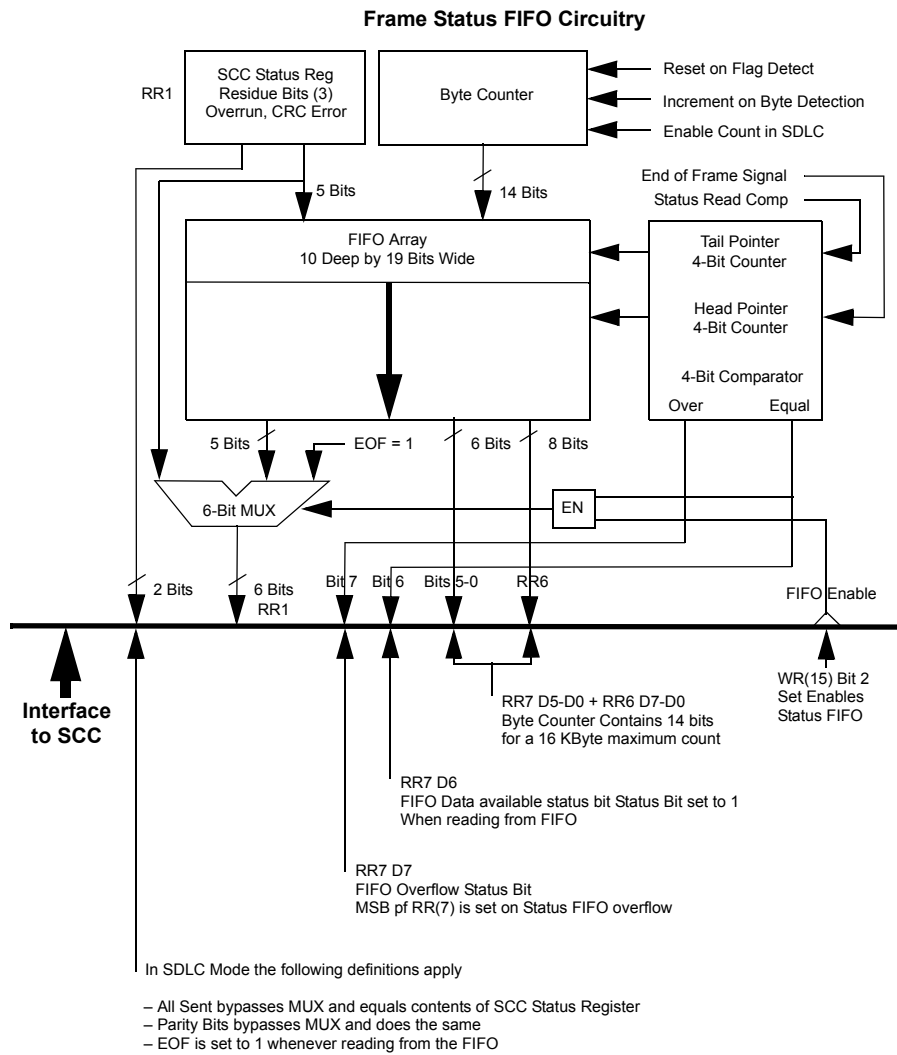 Frame Status FIFO Circuitry
RR1
SCC Status Reg
Residue Bits (3)
Overrun, CRC Error
Byte Counter
Reset on Flag Detect
Increment on Byte Detection
Enable Count in SDLC
5 Bits
14 Bits
End of Frame Signal
Status Read Comp
FIFO Array
10 Deep by 19 Bits Wide
Tail Pointer
4-Bit Counter
Head Pointer
4-Bit Counter
4-Bit Comparator
Over
Equal
5 Bits
EOF = 1
6 Bits
8 Bits
6-Bit MUX
EN
2 Bits
6 Bits
RR1
Bit 7
Bit 6
Bits 5-0
RR6
FIFO Enable
Interface
to SCC
WR(15) Bit 2
Set Enables
Status FIFO
RR7 D5-D0 + RR6 D7-D0
Byte Counter Contains 14 bits
for a 16 KByte maximum count
RR7 D6
FIFO Data available status bit Status Bit set to 1
When reading from FIFO
RR7 D7
FIFO Overflow Status Bit
MSB pf RR(7) is set on Status FIFO overflow
In SDLC Mode the following definitions apply
– All Sent bypasses MUX and equals contents of SCC Status Register
– Parity Bits bypasses MUX and does the same
– EOF is set to 1 whenever reading from the FIFO